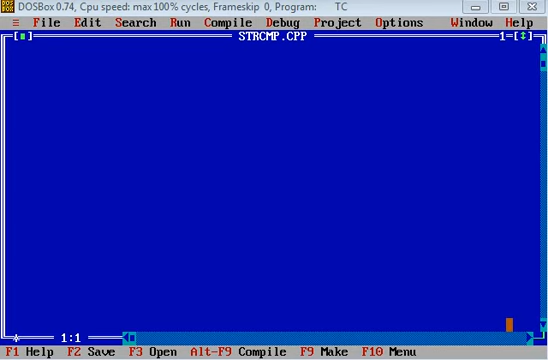 DOS BOX DOSBox 0.74, Cpu speed: max 100% cycles, Frameskip 0, Program: TC
≡ File Edit Search Run Compile Debug Project Options Window Help
[■] STRCMP.CPP 1=[↕]
* 1:1
F1 Help F2 Save F3 Open Alt-F9 Compile F9 Make F10 Menu